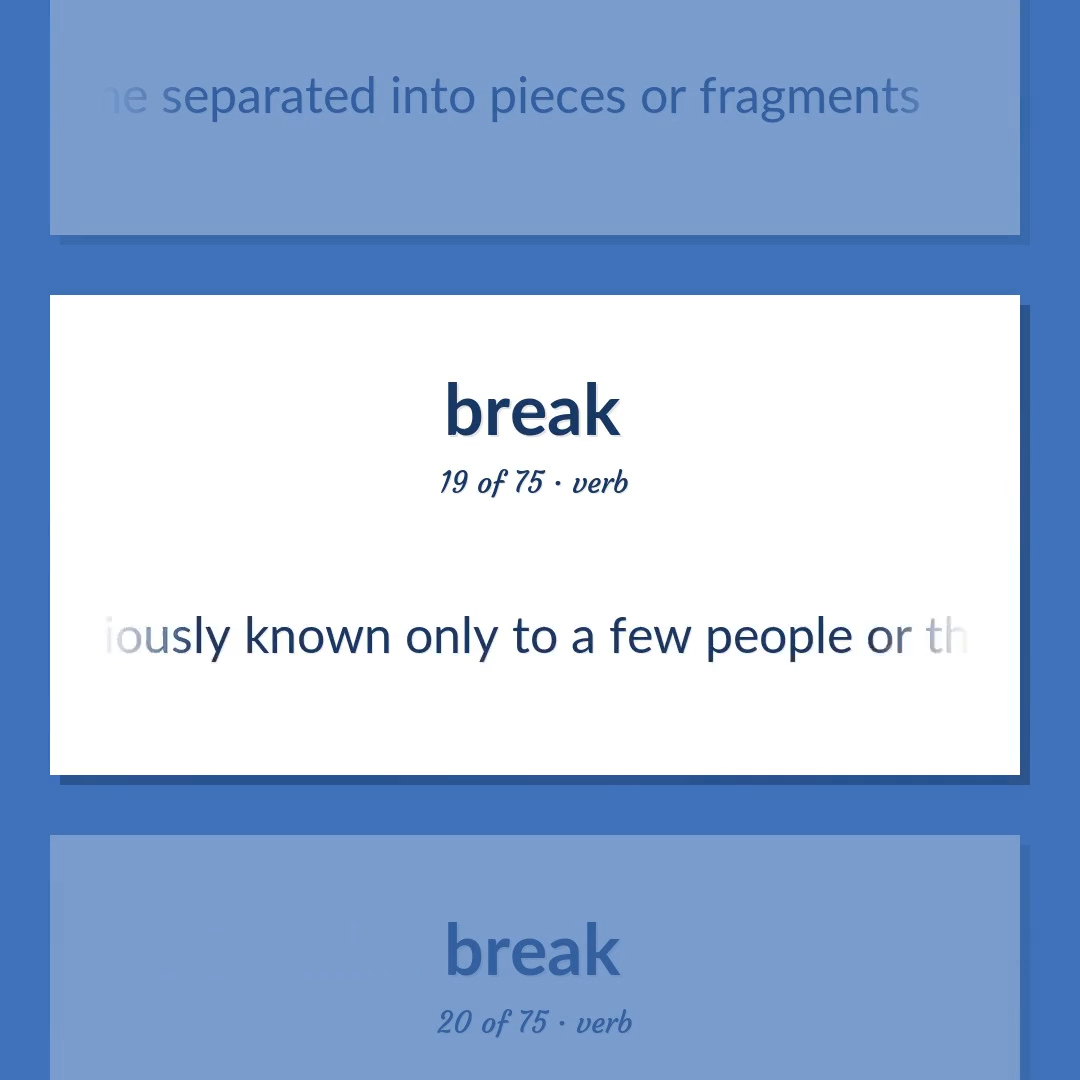 separated into pieces or fragments
break
19 of 75 · verb
known only to a few people or
break
20 of 75 · verb